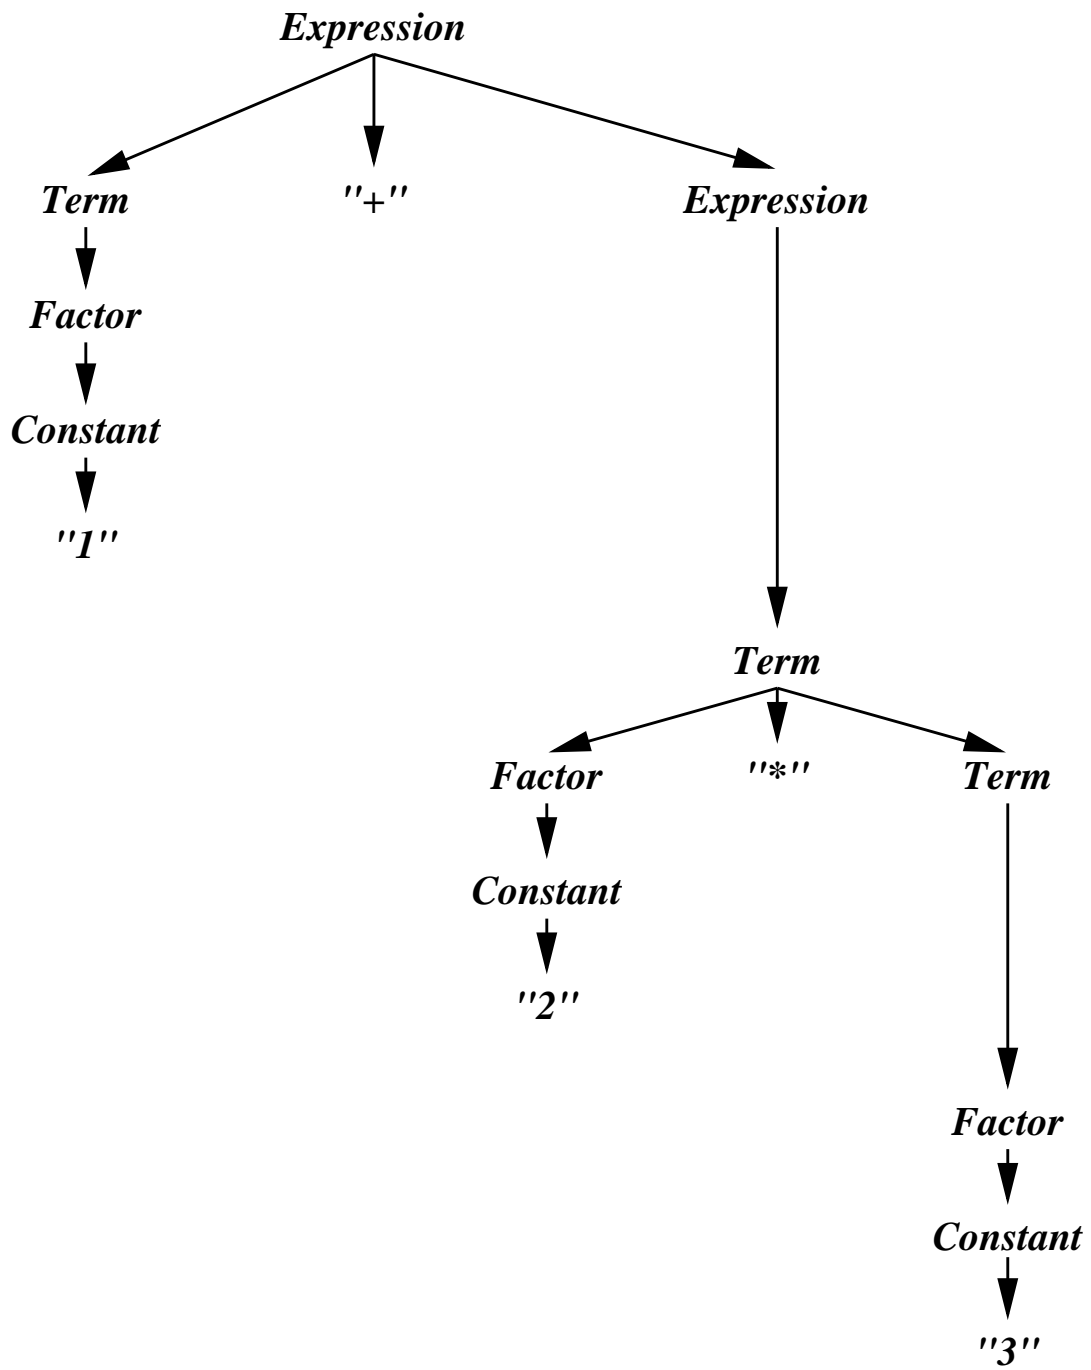 Expression
Term "+" Expression
Factor
Constant
"1"
Term
Factor "*" Term
Constant
"2"
Factor
Constant
"3"